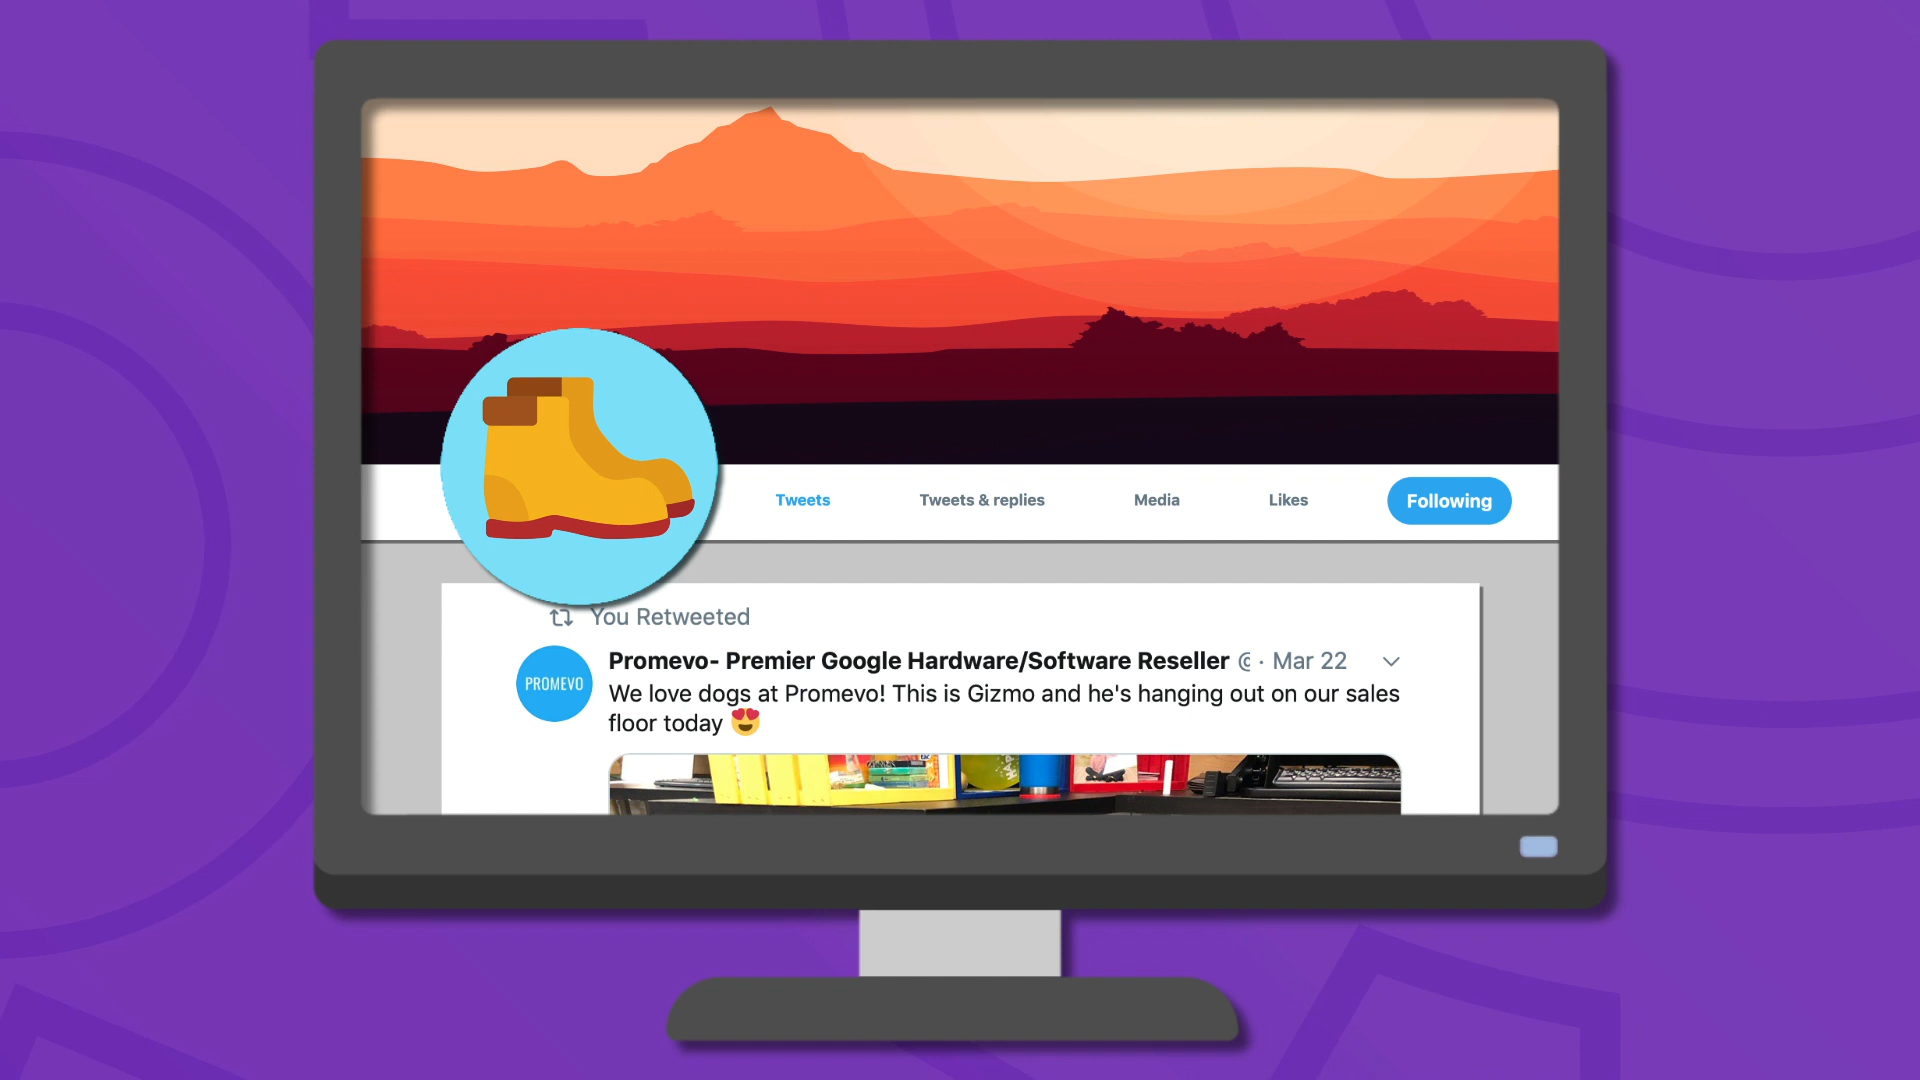 Tweets Tweets & replies Media Likes Following
You Retweeted
Promevo- Premier Google Hardware/Software Reseller @ · Mar 22
PROMEVO
We love dogs at Promevo! This is Gizmo and he's hanging out on our sales
floor today 😍